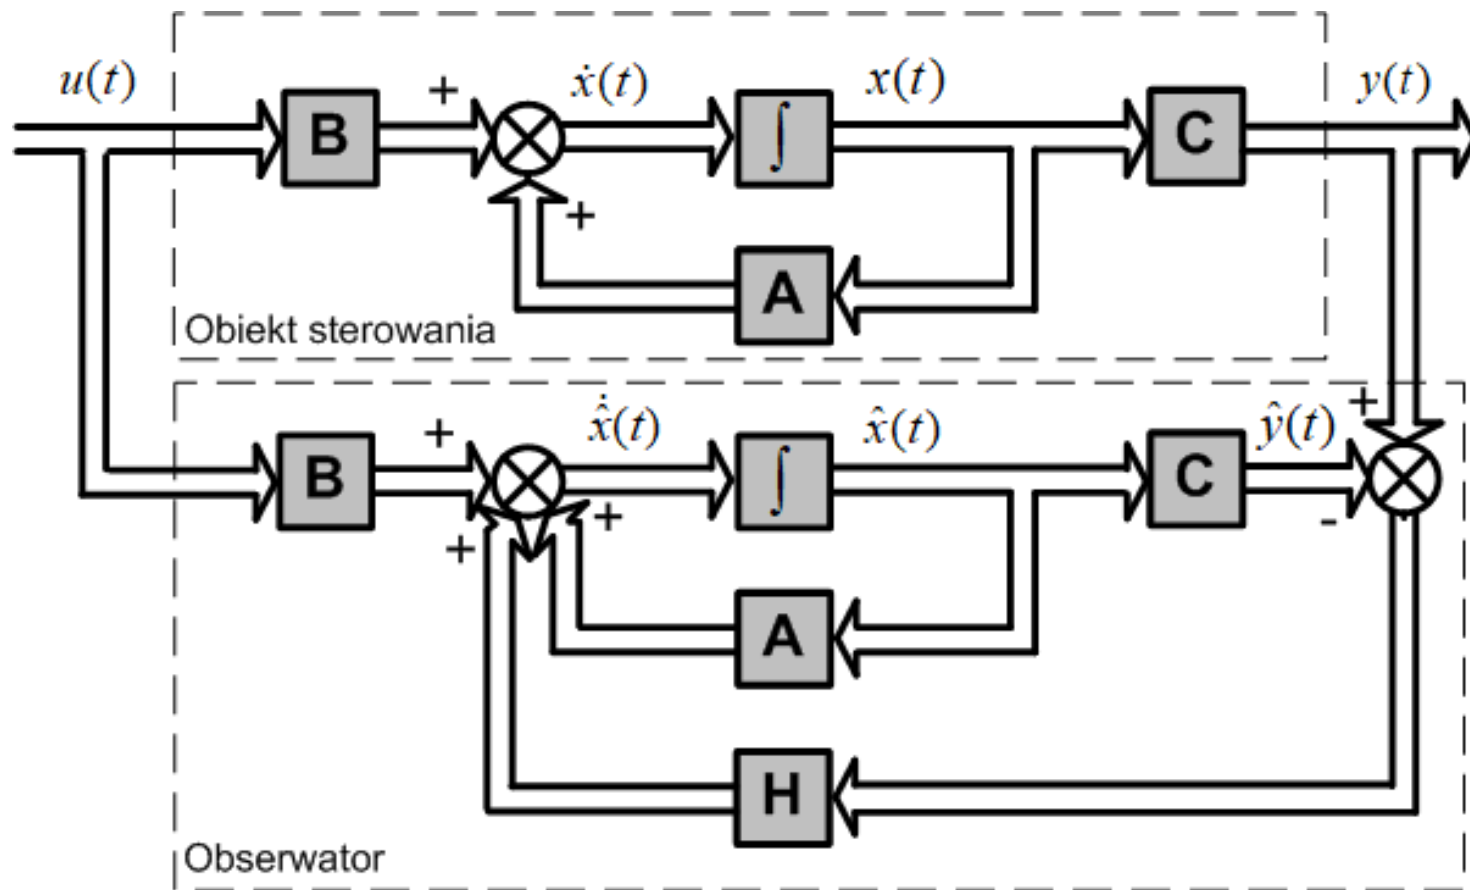 u(t)
B
+
ẋ(t)
∫
x(t)
C
y(t)
+
A
Obiekt sterowania
B
+
x̂̇(t)
∫
x̂(t)
C
ŷ(t)
+
-
+
+
A
H
Obserwator